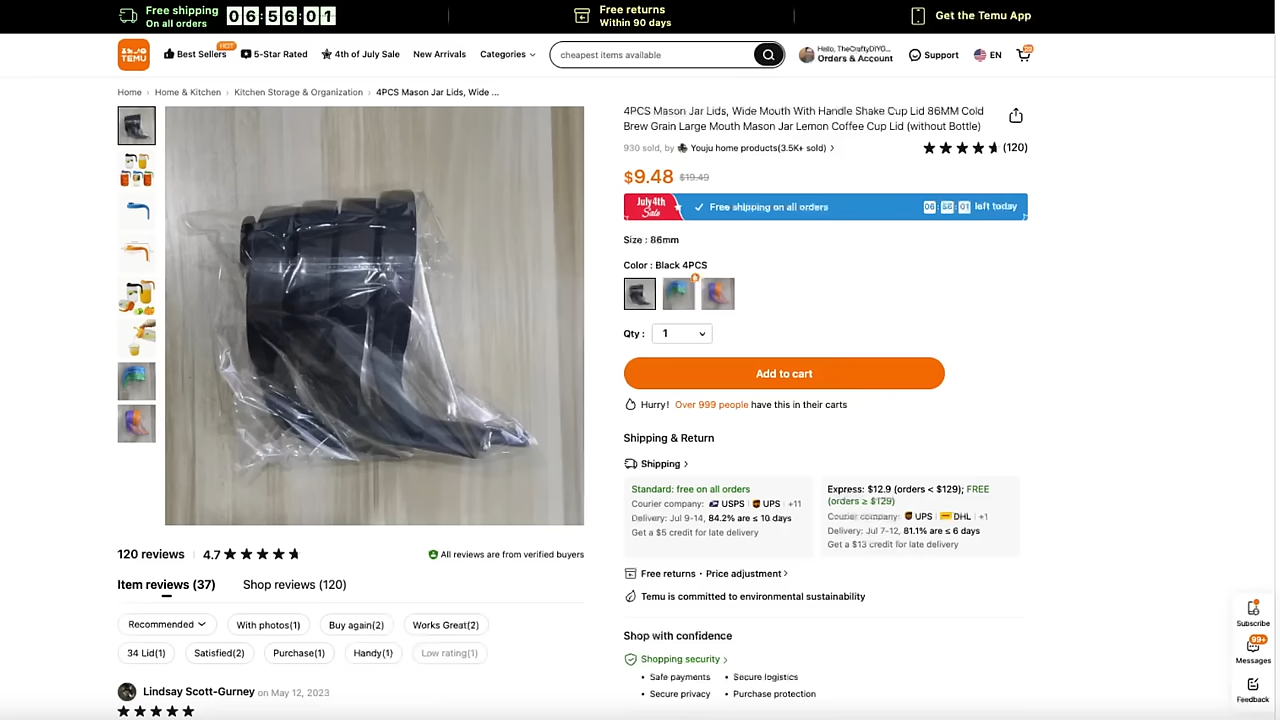 Free shipping
On all orders
06:56:01
Free returns
Within 90 days
Get the Temu App
TEMU
Best Sellers
HOT
5-Star Rated
4th of July Sale
New Arrivals
Categories
cheapest items available
Hello, TheCraftyDIYG...
Orders & Account
Support
EN
Home › Home & Kitchen › Kitchen Storage & Organization › 4PCS Mason Jar Lids, Wide ...
4PCS Mason Jar Lids, Wide Mouth With Handle Shake Cup Lid 86MM Cold
Brew Grain Large Mouth Mason Jar Lemon Coffee Cup Lid (without Bottle)
930 sold, by Youju home products(3.5K+ sold) ›
(120)
$9.48 $19.49
July 4th
Sale
Free shipping on all orders
06:56:01 left today
Size : 86mm
Color : Black 4PCS
Qty : 1
Add to cart
Hurry! Over 999 people have this in their carts
Shipping & Return
Shipping ›
Standard: free on all orders
Courier company: USPS | UPS | +11
Delivery: Jul 9-14, 84.2% are ≤ 10 days
Get a $5 credit for late delivery
Express: $12.9 (orders < $129); FREE
(orders ≥ $129)
Courier company: UPS | DHL | +1
Delivery: Jul 7-12, 81.1% are ≤ 6 days
Get a $13 credit for late delivery
Free returns · Price adjustment ›
Temu is committed to environmental sustainability
Shop with confidence
Shopping security ›
• Safe payments • Secure logistics
• Secure privacy • Purchase protection
120 reviews | 4.7
All reviews are from verified buyers
Item reviews (37)
Shop reviews (120)
Recommended
With photos(1)
Buy again(2)
Works Great(2)
34 Lid(1)
Satisfied(2)
Purchase(1)
Handy(1)
Low rating(1)
Lindsay Scott-Gurney on May 12, 2023
Subscribe
99+
Messages
Feedback